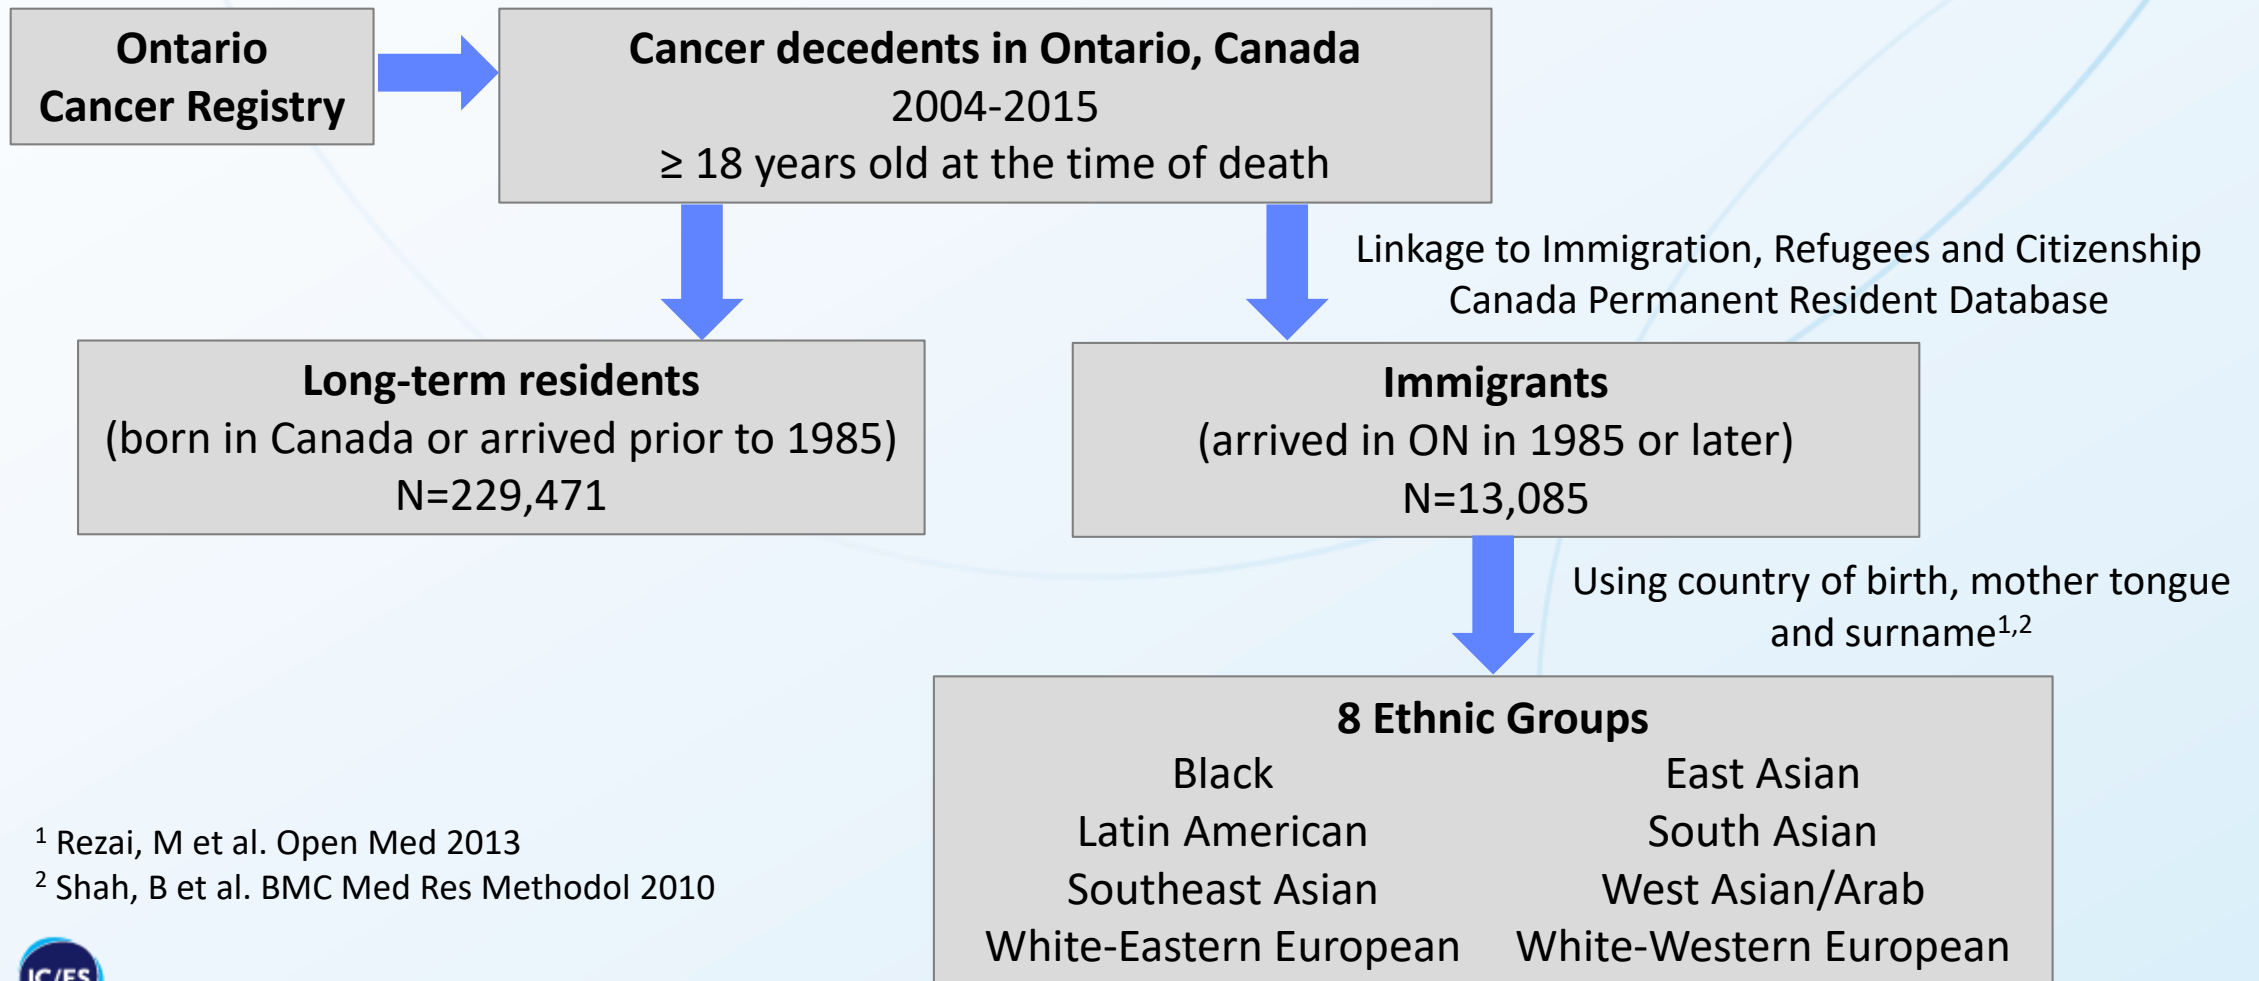 Ontario
Cancer Registry
Cancer decedents in Ontario, Canada
2004-2015
≥ 18 years old at the time of death
Linkage to Immigration, Refugees and Citizenship
Canada Permanent Resident Database
Long-term residents
(born in Canada or arrived prior to 1985)
N=229,471
Immigrants
(arrived in ON in 1985 or later)
N=13,085
Using country of birth, mother tongue
and surname1,2
8 Ethnic Groups
Black East Asian
Latin American South Asian
Southeast Asian West Asian/Arab
White-Eastern European White-Western European
1 Rezai, M et al. Open Med 2013
2 Shah, B et al. BMC Med Res Methodol 2010
IC/ES